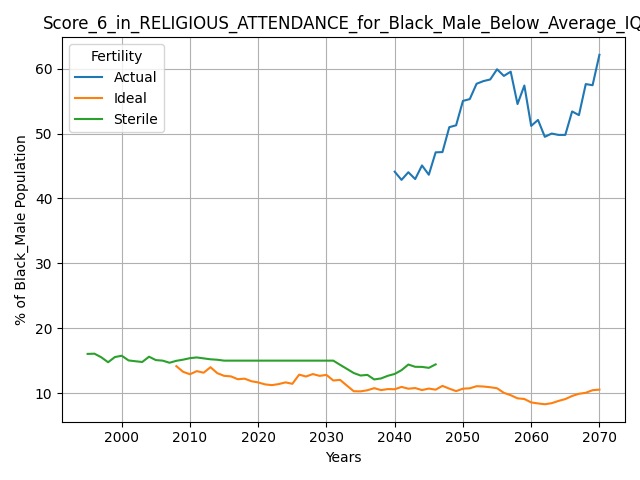 Score_6_in_RELIGIOUS_ATTENDANCE_for_Black_Male_Below_Average_IQ
Fertility
Actual
Ideal
Sterile
% of Black_Male Population
60
50
40
30
20
10
2000 2010 2020 2030 2040 2050 2060 2070
Years